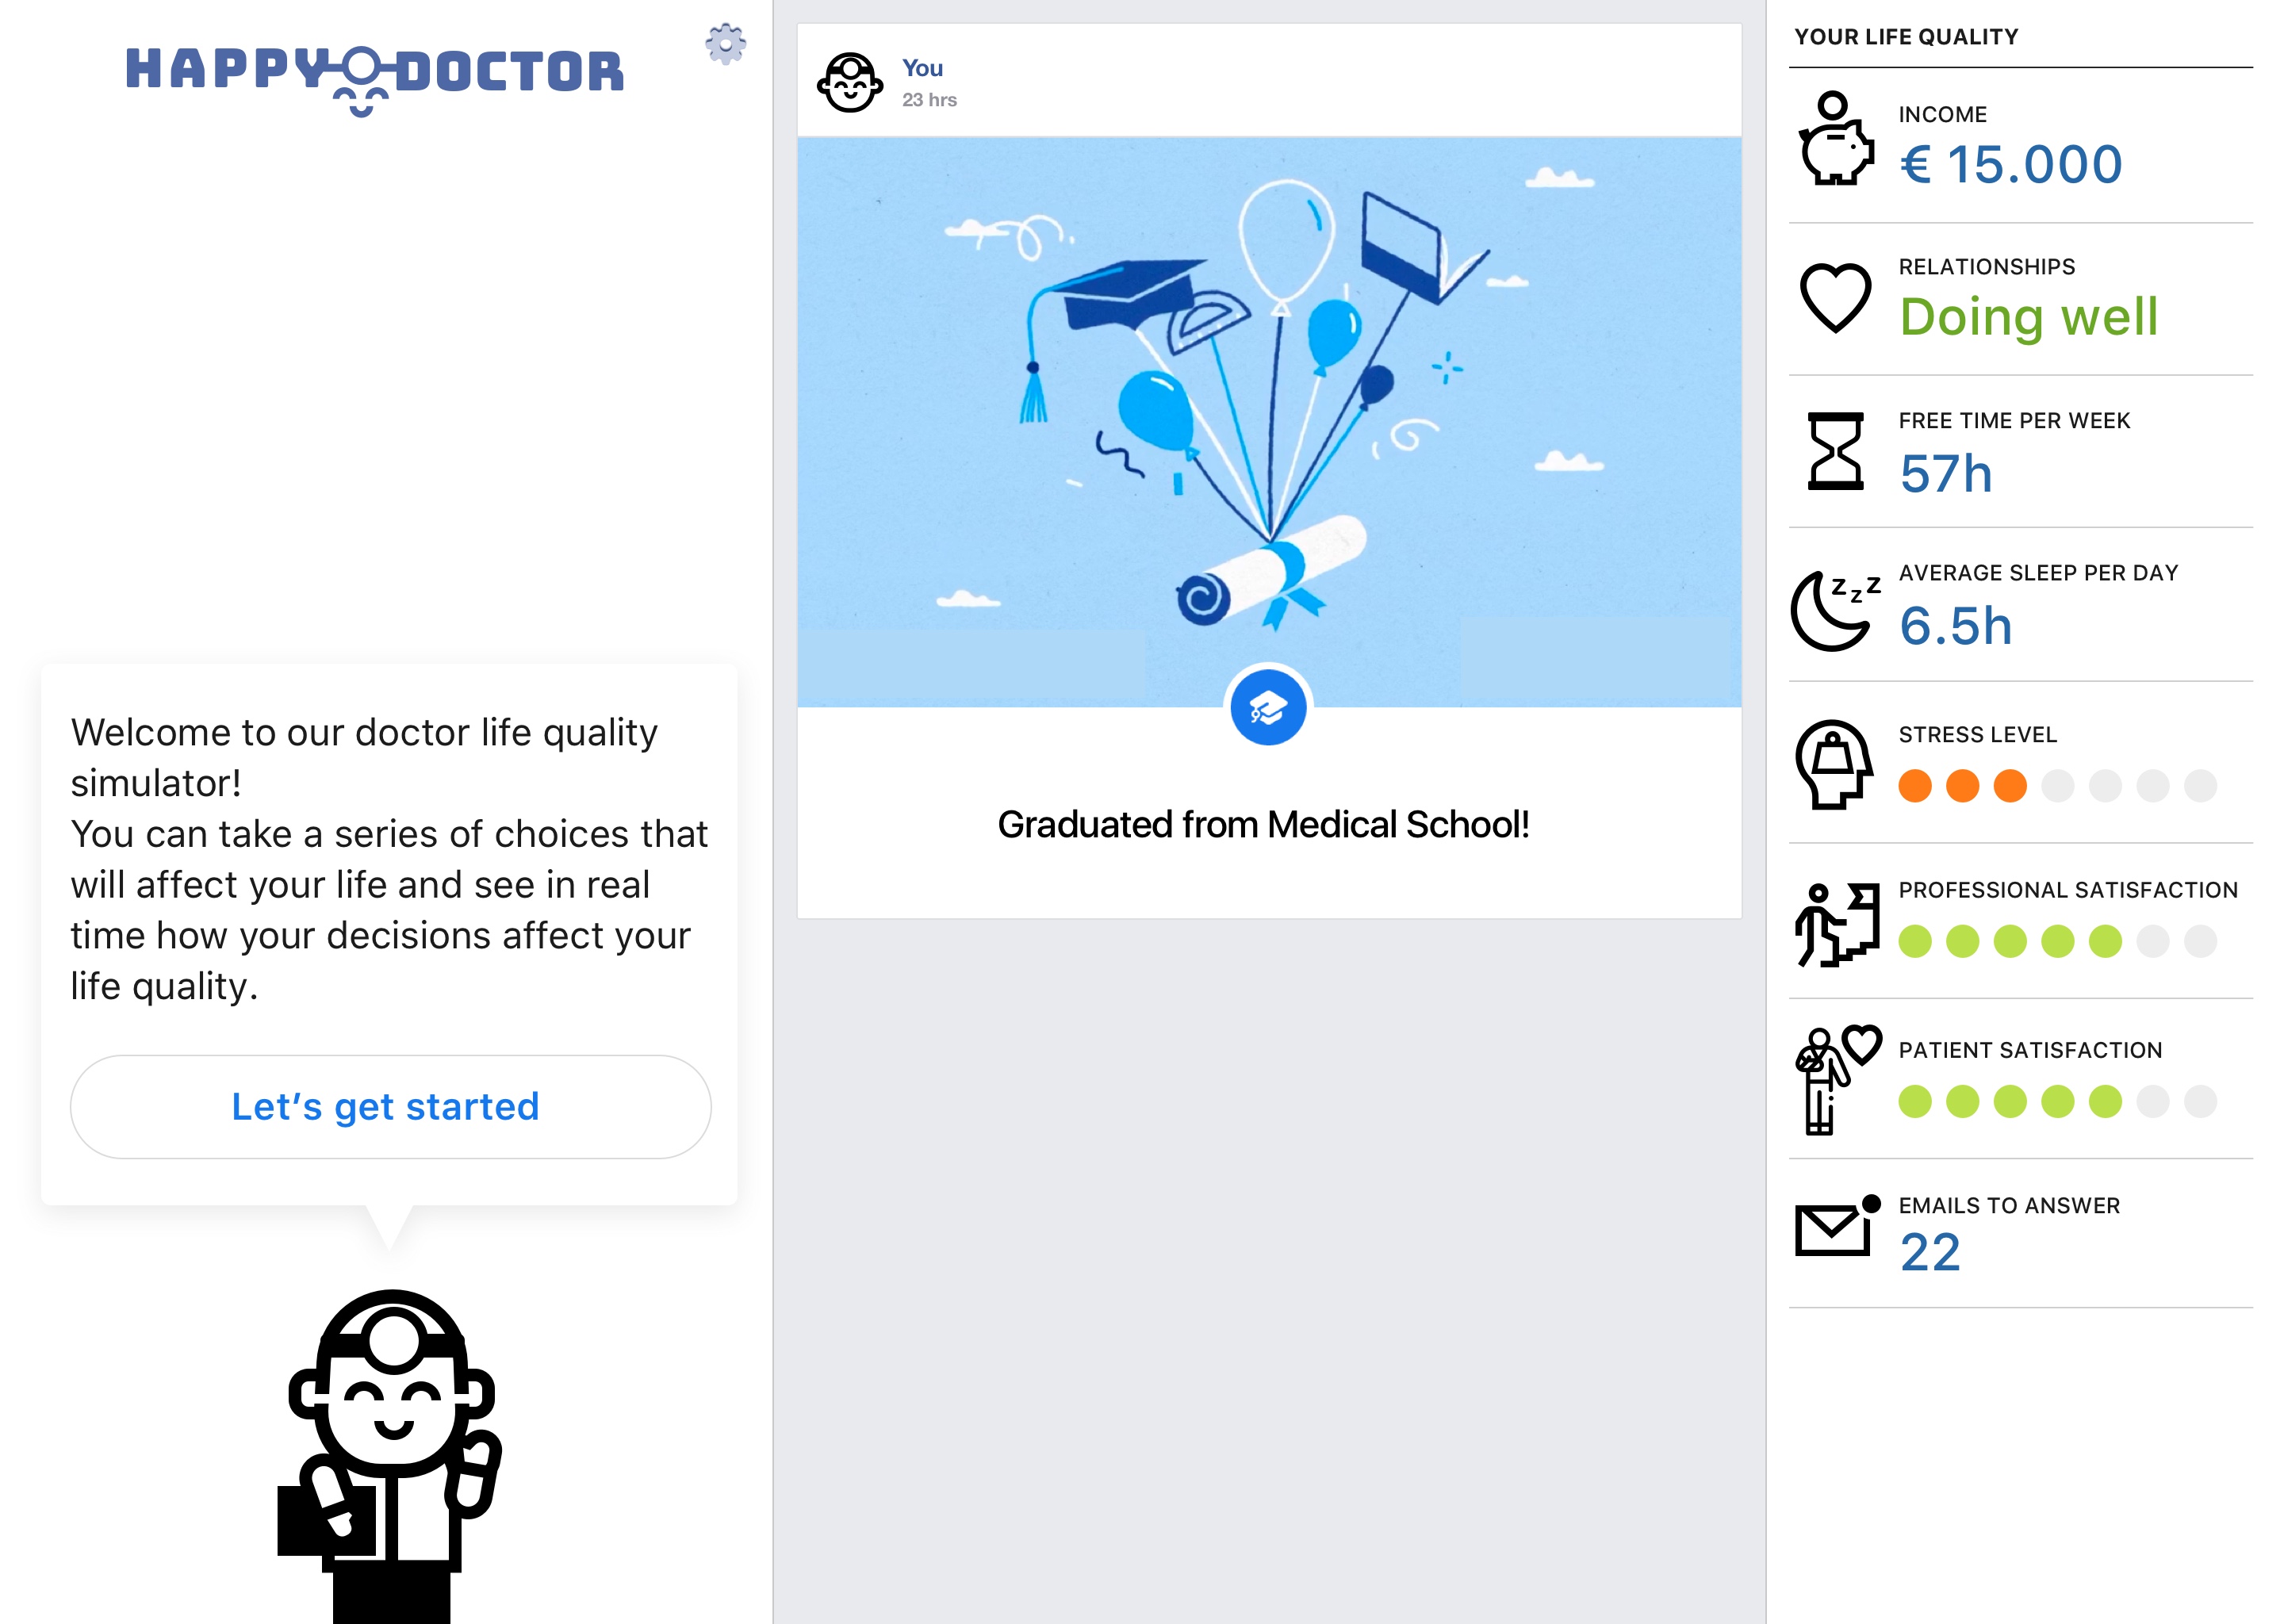 HAPPY DOCTOR
Welcome to our doctor life quality
simulator!
You can take a series of choices that
will affect your life and see in real
time how your decisions affect your
life quality.
Let’s get started
You
23 hrs
Graduated from Medical School!
YOUR LIFE QUALITY
INCOME
€ 15.000
RELATIONSHIPS
Doing well
FREE TIME PER WEEK
57h
z z z
AVERAGE SLEEP PER DAY
6.5h
STRESS LEVEL
PROFESSIONAL SATISFACTION
PATIENT SATISFACTION
EMAILS TO ANSWER
22